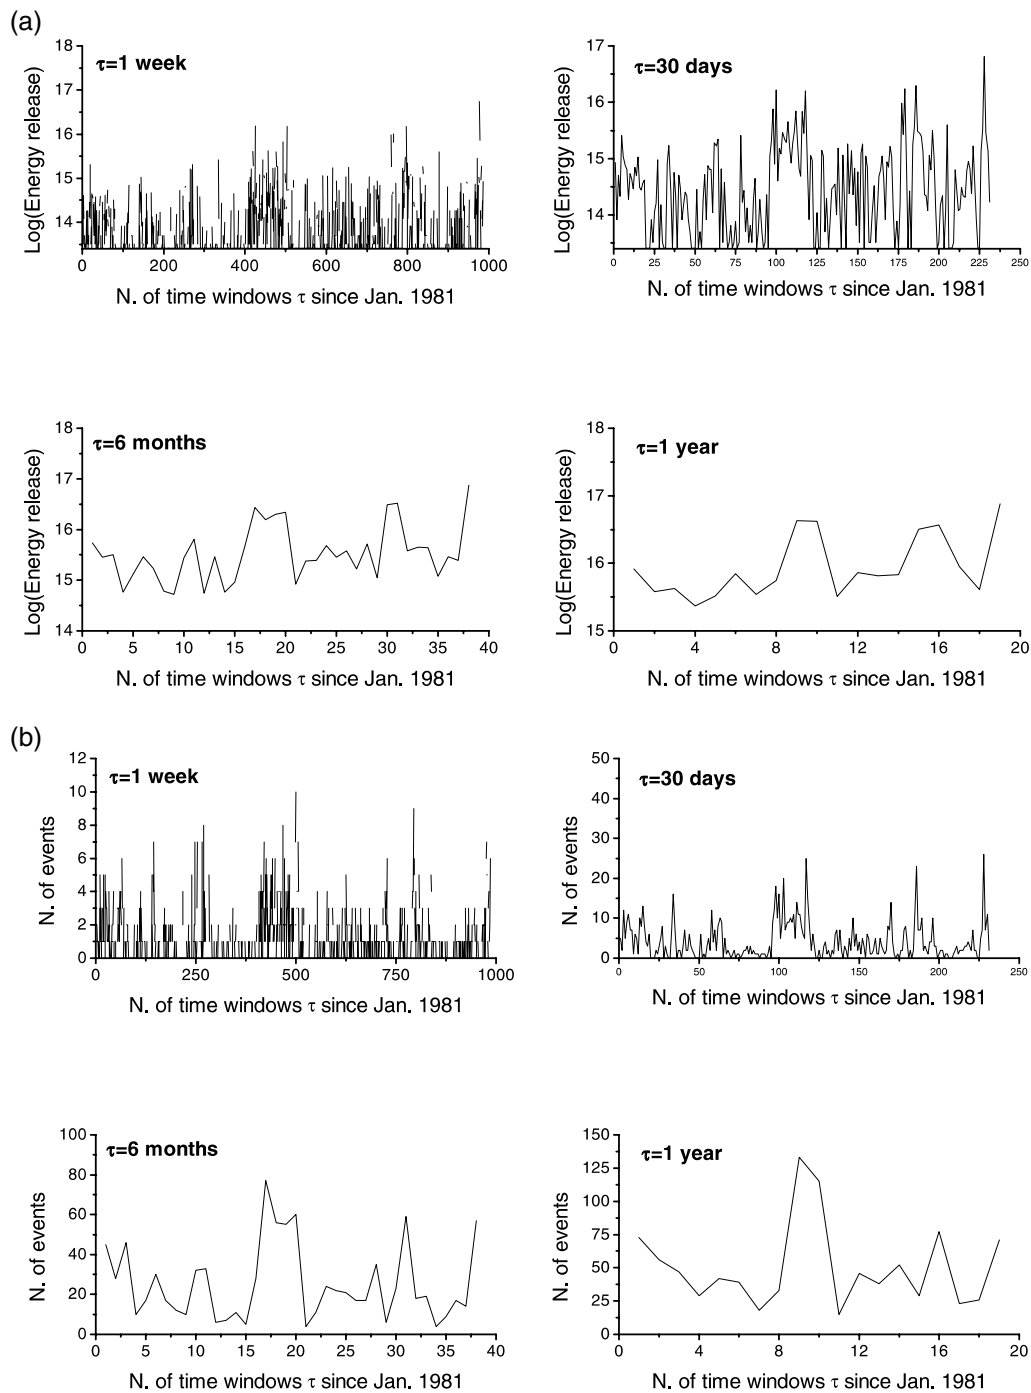 (a)
τ=1 week
Log(Energy release)
18
17
16
15
14
0 200 400 600 800 1000
N. of time windows τ since Jan. 1981
τ=30 days
Log(Energy release)
17
16
15
14
0 25 50 75 100 125 150 175 200 225 250
N. of time windows τ since Jan. 1981
τ=6 months
Log(Energy release)
18
17
16
15
14
0 5 10 15 20 25 30 35 40
N. of time windows τ since Jan. 1981
τ=1 year
Log(Energy release)
18
17
16
15
0 4 8 12 16 20
N. of time windows τ since Jan. 1981
(b)
τ=1 week
N. of events
12
10
8
6
4
2
0
0 250 500 750 1000
N. of time windows τ since Jan. 1981
τ=30 days
N. of events
50
40
30
20
10
0
0 50 100 150 200 250
N. of time windows τ since Jan. 1981
τ=6 months
N. of events
100
80
60
40
20
0
0 5 10 15 20 25 30 35 40
N. of time windows τ since Jan. 1981
τ=1 year
N. of events
150
125
100
75
50
25
0
0 4 8 12 16 20
N. of time windows τ since Jan. 1981